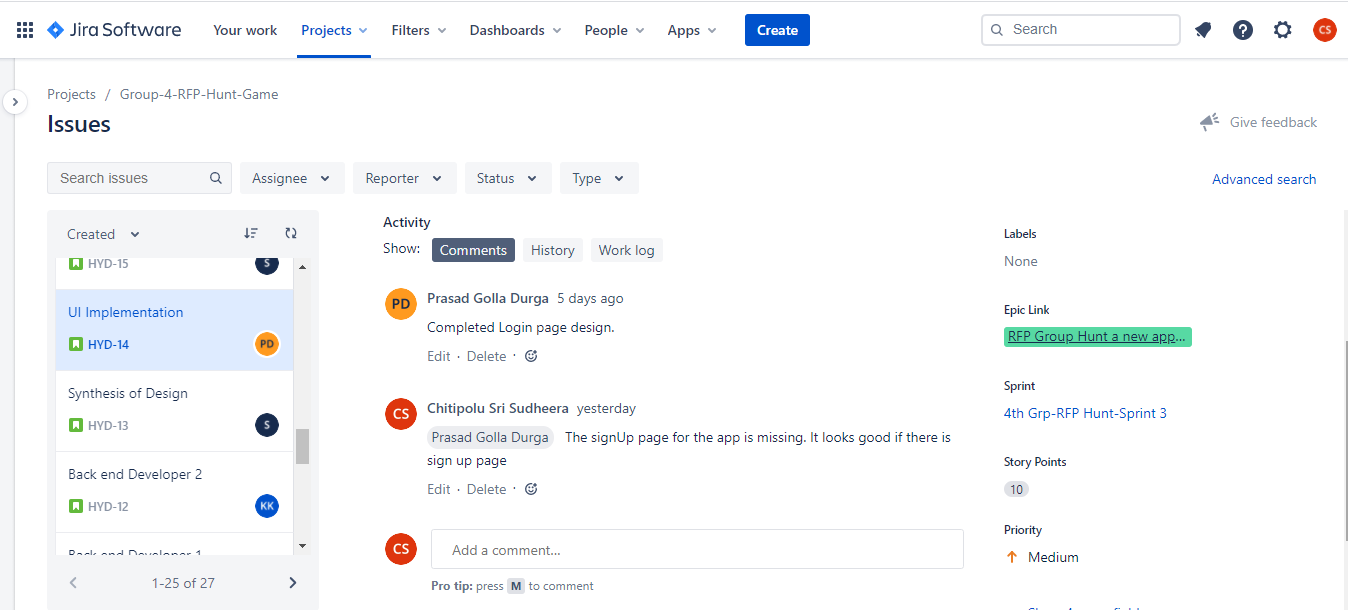 Jira Software
Your work
Projects
Filters
Dashboards
People
Apps
Create
Search
CS
Projects / Group-4-RFP-Hunt-Game
Issues
Give feedback
Search issues
Assignee
Reporter
Status
Type
Advanced search
Created
HYD-15
S
UI Implementation
HYD-14
PD
Synthesis of Design
HYD-13
S
Back end Developer 2
HYD-12
KK
Back end Developer 1
1-25 of 27
Activity
Show:
Comments
History
Work log
PD
Prasad Golla Durga 5 days ago
Completed Login page design.
Edit · Delete ·
CS
Chitipolu Sri Sudheera yesterday
Prasad Golla Durga The signUp page for the app is missing. It looks good if there is
sign up page
Edit · Delete ·
CS
Add a comment...
Pro tip: press M to comment
Labels
None
Epic Link
RFP Group Hunt a new app...
Sprint
4th Grp-RFP Hunt-Sprint 3
Story Points
10
Priority
Medium